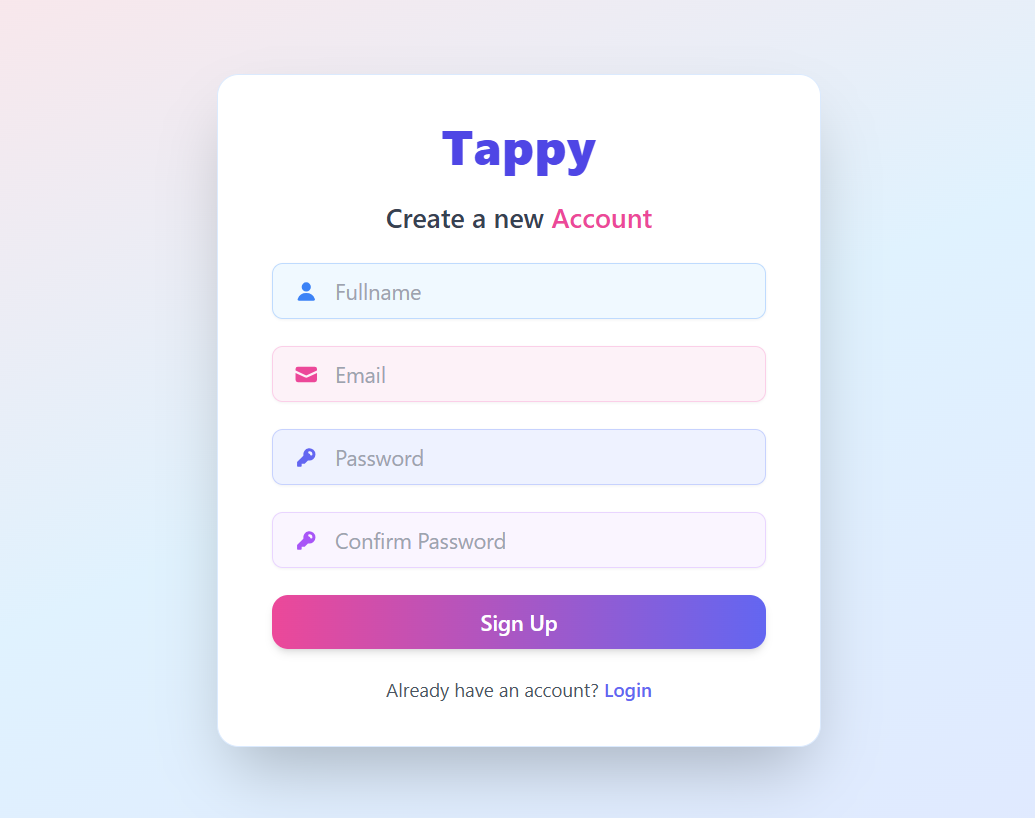 Tappy
Create a new Account
Fullname
Email
Password
Confirm Password
Sign Up
Already have an account? Login